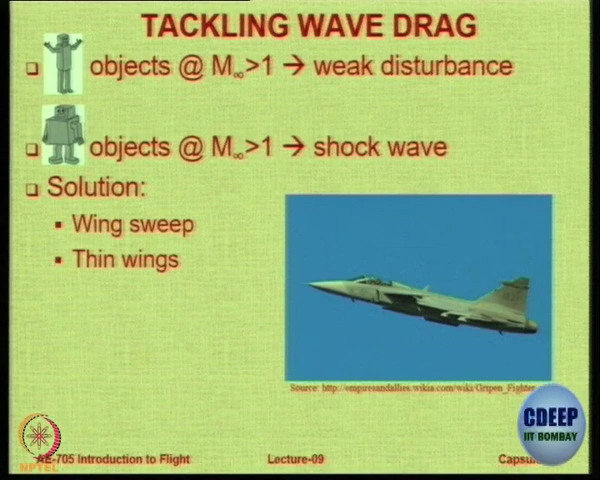 TACKLING WAVE DRAG
objects @ M∞>1 → weak disturbance
objects @ M∞>1 → shock wave
Solution:
Wing sweep
Thin wings
Source: http://empiresandallies.wikia.com/wiki/Gripen_Fighter
CDEEP
IIT BOMBAY
NPTEL
AE-705 Introduction to Flight Lecture-09